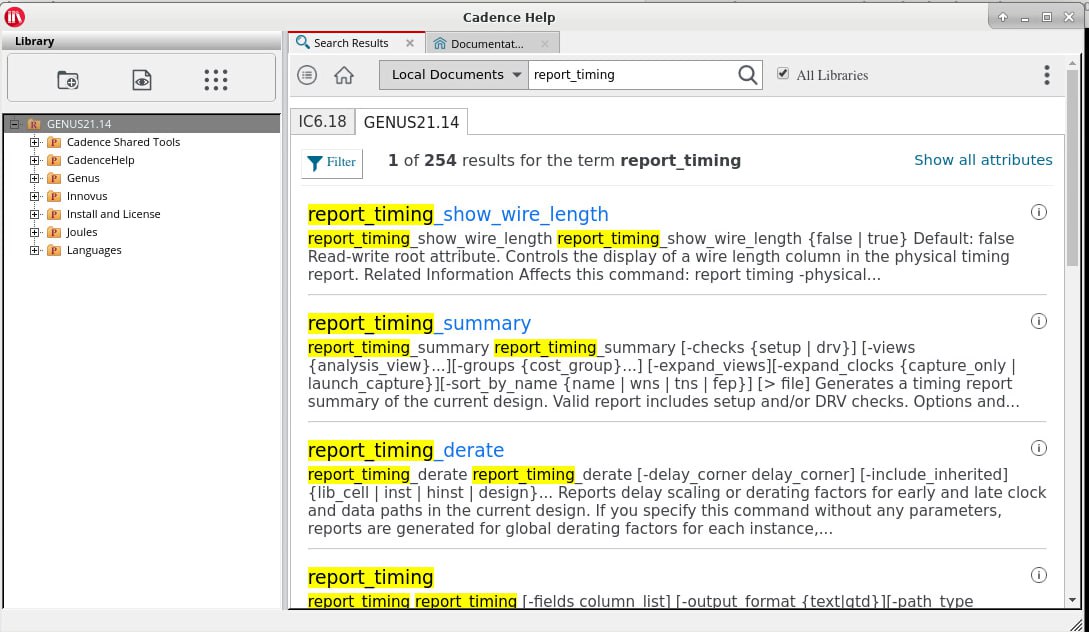 Cadence Help
Library
GENUS21.14
Cadence Shared Tools
CadenceHelp
Genus
Innovus
Install and License
Joules
Languages
Search Results
Documentat...
Local Documents
report_timing
All Libraries
IC6.18
GENUS21.14
Filter
1 of 254 results for the term report_timing
Show all attributes
report_timing_show_wire_length
report_timing_show_wire_length report_timing_show_wire_length {false | true} Default: false
Read-write root attribute. Controls the display of a wire length column in the physical timing
report. Related Information Affects this command: report timing -physical...
report_timing_summary
report_timing_summary report_timing_summary [-checks {setup | drv}] [-views
{analysis_view}...][-groups {cost_group}...] [-expand_views][-expand_clocks {capture_only |
launch_capture}][-sort_by_name {name | wns | tns | fep}] [> file] Generates a timing report
summary of the current design. Valid report includes setup and/or DRV checks. Options and...
report_timing_derate
report_timing_derate report_timing_derate [-delay_corner delay_corner] [-include_inherited]
{lib_cell | inst | hinst | design}... Reports delay scaling or derating factors for early and late clock
and data paths in the current design. If you specify this command without any parameters,
reports are generated for global derating factors for each instance,...
report_timing
report_timing report_timing [-fields column_list] [-output_format {text|gtd}][-path_type